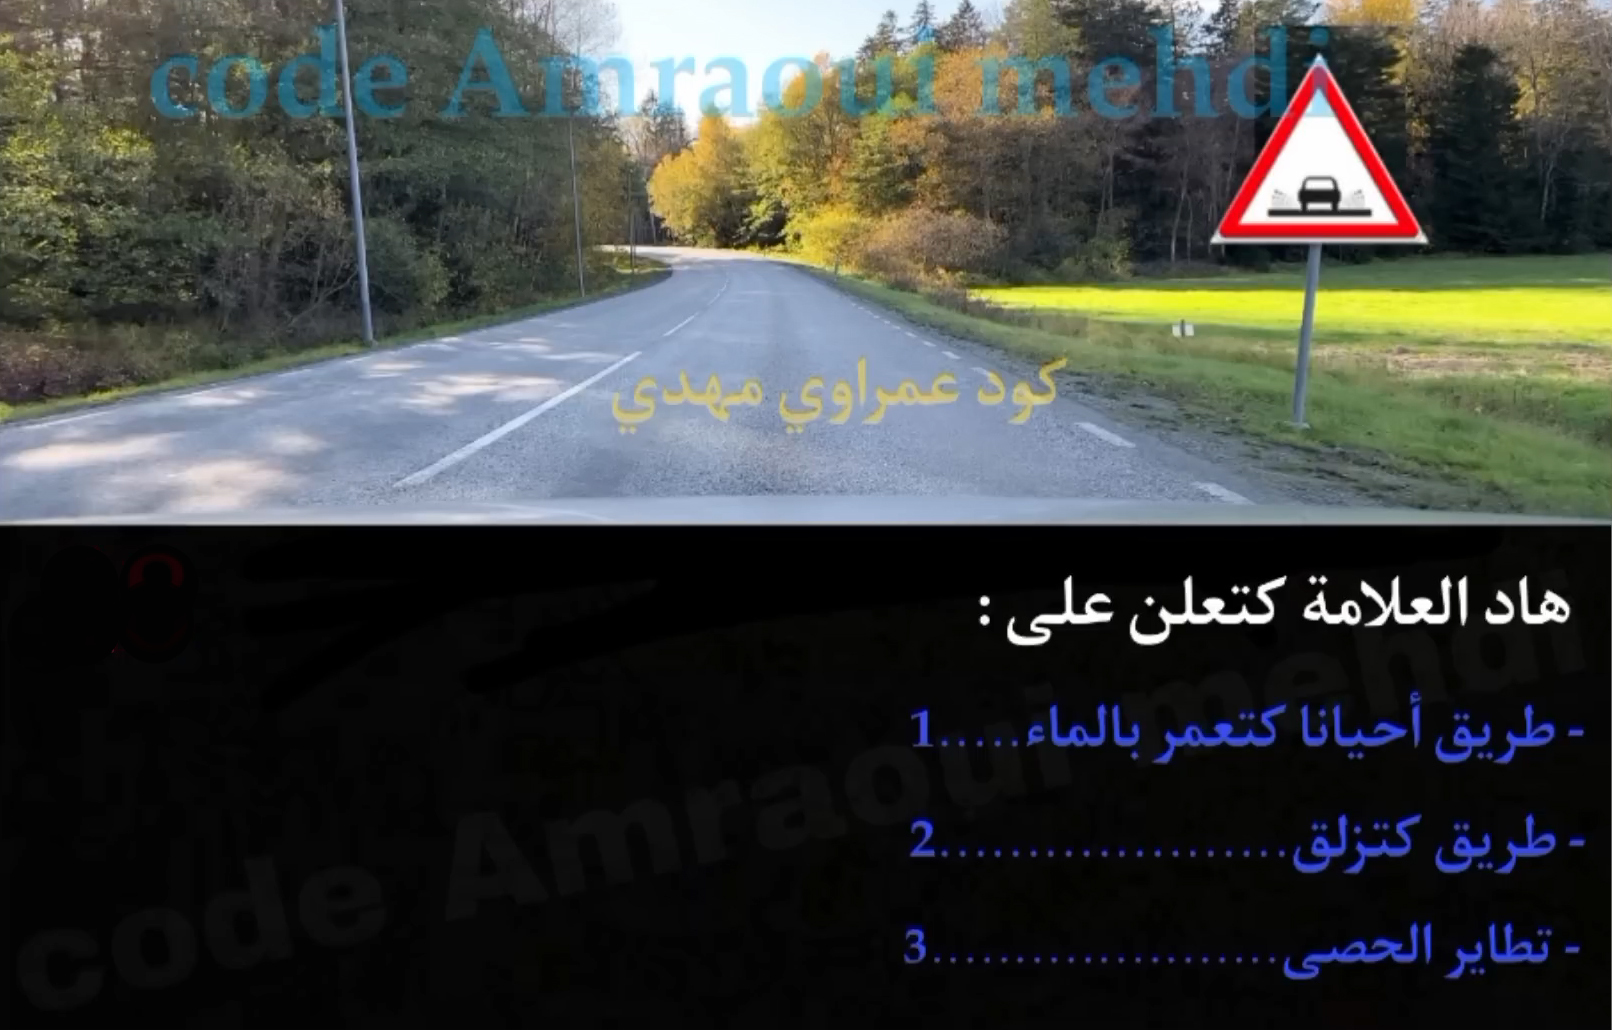 code Amraoui mehdi
كود عمراوي مهدي
هاد العلامة كتعلن على :
- طريق أحيانا كتعمر بالماء.....1
- طريق كتزلق....................2
- تطاير الحصى.....................3
code Amraoui mehdi